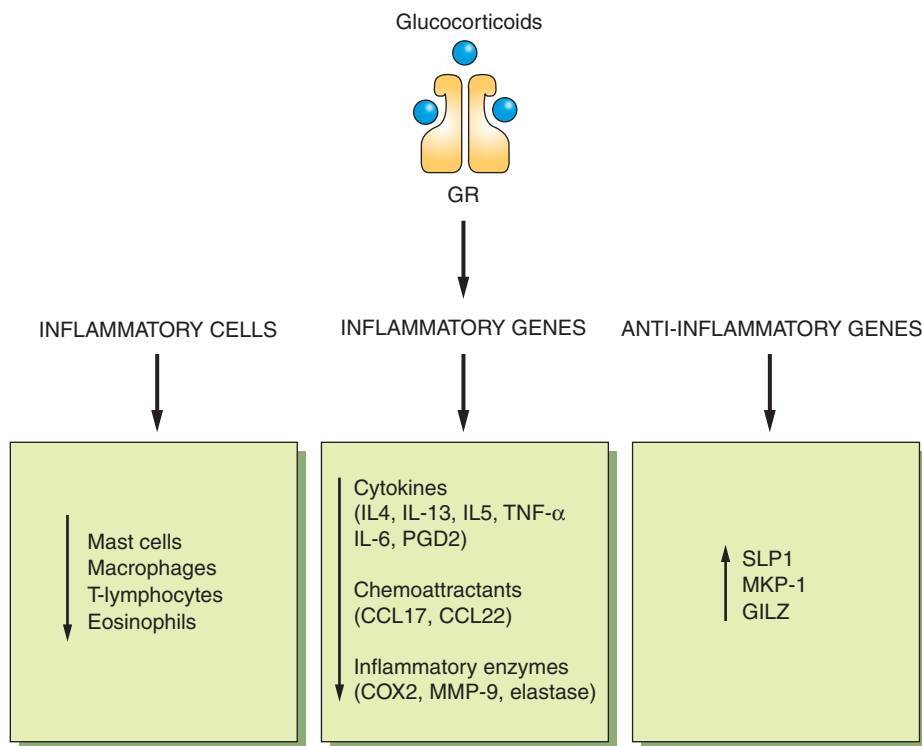 Glucocorticoids
GR
INFLAMMATORY CELLS
INFLAMMATORY GENES
ANTI-INFLAMMATORY GENES
Mast cells
Macrophages
T-lymphocytes
Eosinophils
Cytokines
(IL4, IL-13, IL5, TNF-α
IL-6, PGD2)
Chemoattractants
(CCL17, CCL22)
Inflammatory enzymes
(COX2, MMP-9, elastase)
SLP1
MKP-1
GILZ